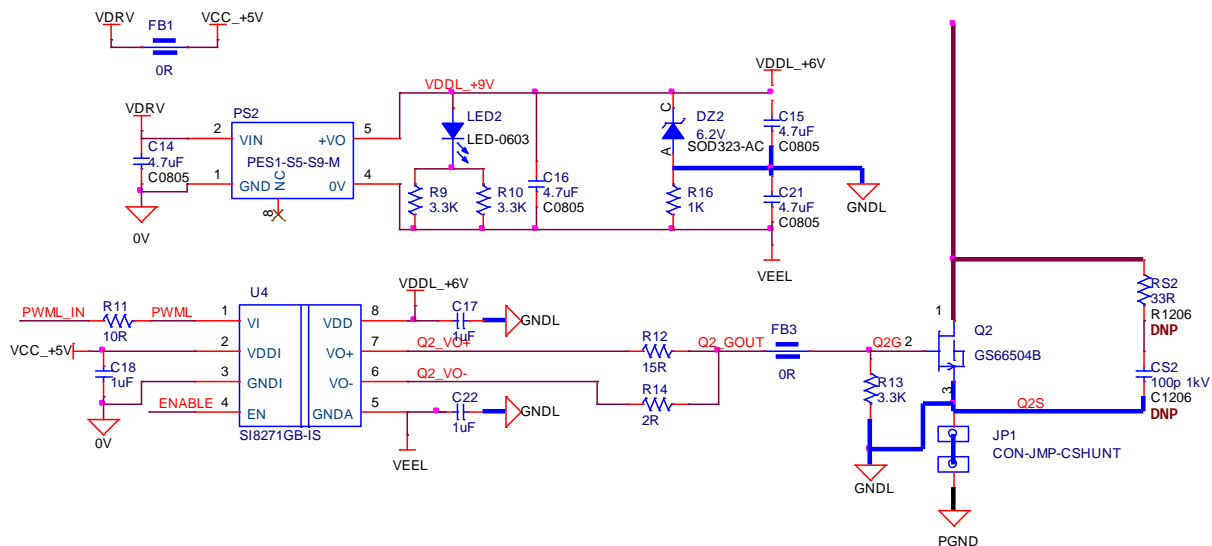 VDRV
VCC_+5V
FB1
0R
VDRV
C14
4.7uF
C0805
0V
PS2
2
VIN
+VO
5
PES1-S5-S9-M
1
GND
NC
0V
4
8
VDDL_+9V
LED2
LED-0603
R9
3.3K
R10
3.3K
C16
4.7uF
C0805
C
DZ2
6.2V
SOD323-AC
A
R16
1K
VDDL_+6V
C15
4.7uF
C0805
C21
4.7uF
C0805
GNDL
VEEL
U4
PWML_IN
R11
10R
PWML
1
VI
VDD
8
VCC_+5V
2
VDDI
VO+
7
C18
1uF
3
GNDI
VO-
6
ENABLE
4
EN
GNDA
5
0V
SI8271GB-IS
VDDL_+6V
C17
1uF
GNDL
Q2_VO+
Q2_VO-
C22
1uF
GNDL
VEEL
R12
15R
R14
2R
Q2_GOUT
FB3
0R
Q2G
R13
3.3K
GNDL
1
2
3
Q2
GS66504B
Q2S
RS2
33R
R1206
DNP
CS2
100p 1kV
C1206
DNP
JP1
CON-JMP-CSHUNT
PGND